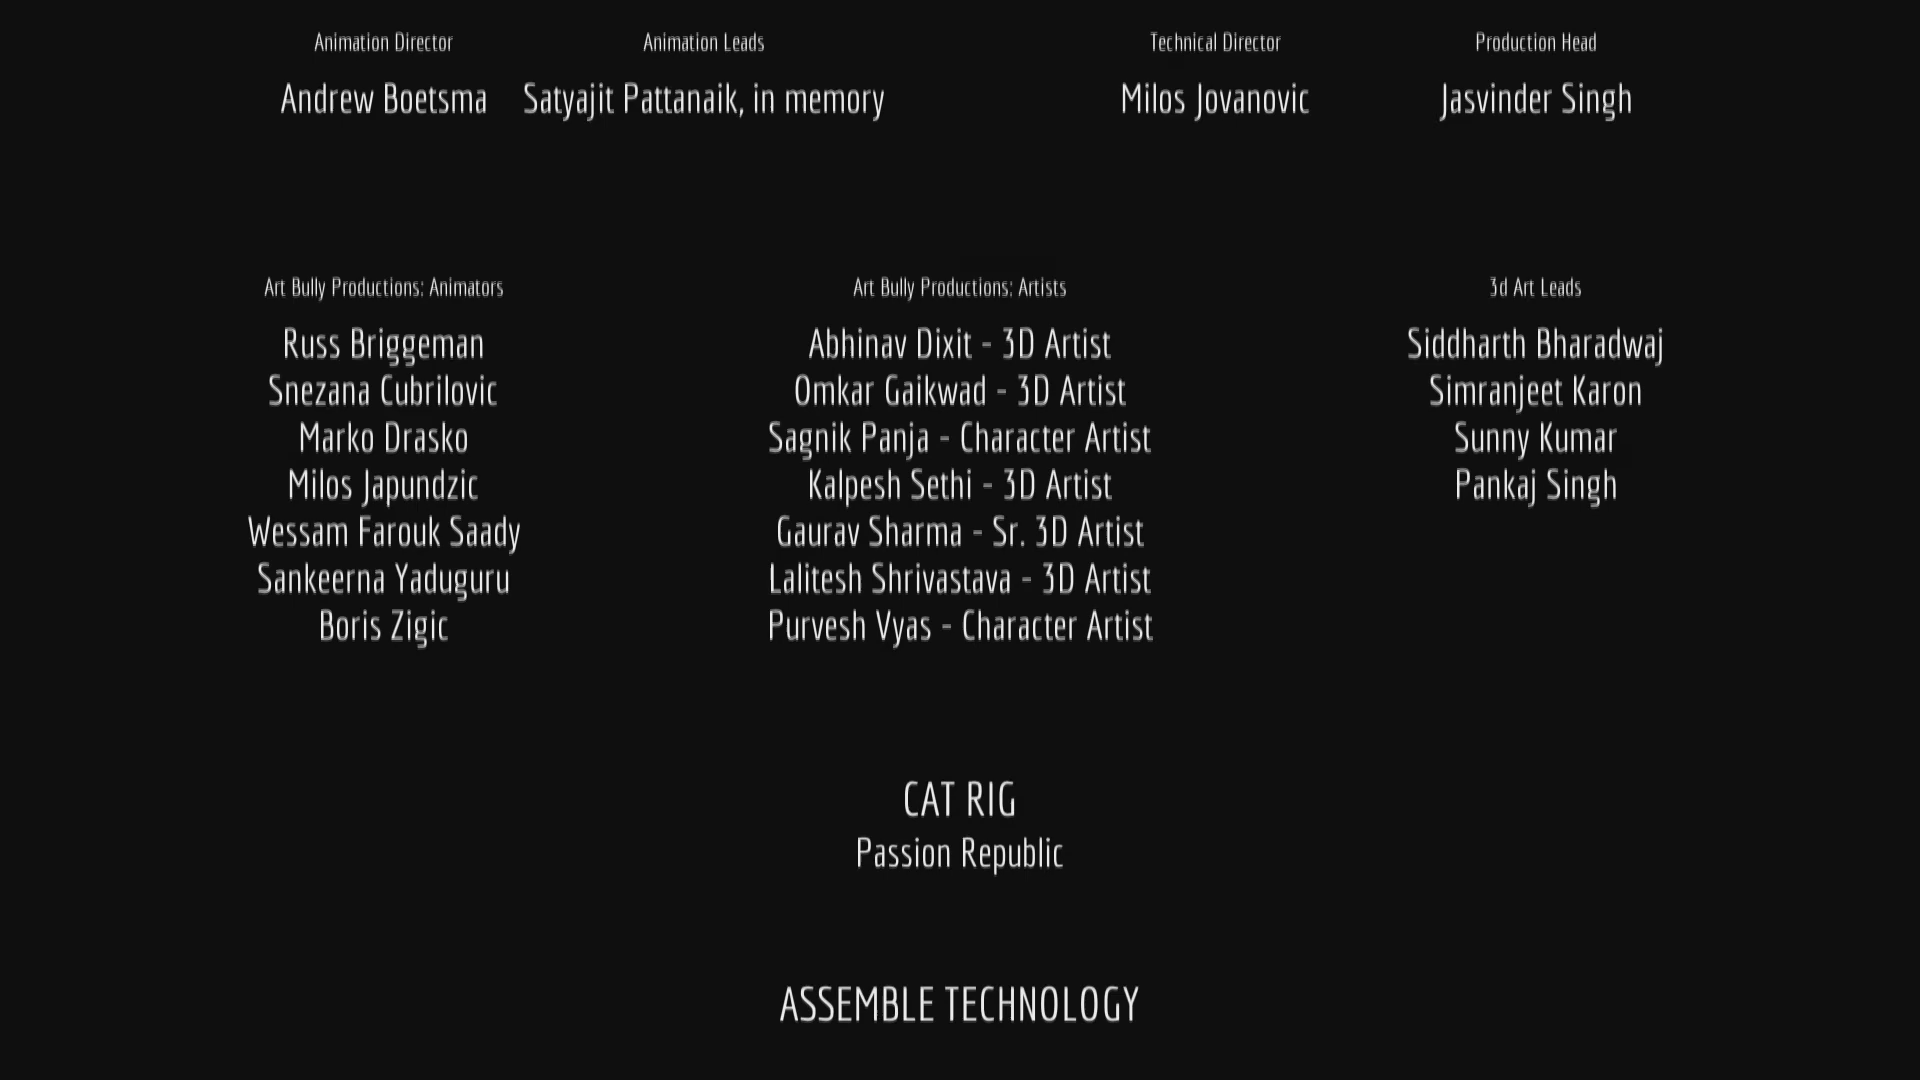 Animation Director
Andrew Boetsma
Animation Leads
Satyajit Pattanaik, in memory
Technical Director
Milos Jovanovic
Production Head
Jasvinder Singh
Art Bully Productions: Animators
Russ Briggeman
Snezana Cubrilovic
Marko Drasko
Milos Japundzic
Wessam Farouk Saady
Sankeerna Yaduguru
Boris Zigic
Art Bully Productions: Artists
Abhinav Dixit - 3D Artist
Omkar Gaikwad - 3D Artist
Sagnik Panja - Character Artist
Kalpesh Sethi - 3D Artist
Gaurav Sharma - Sr. 3D Artist
Lalitesh Shrivastava - 3D Artist
Purvesh Vyas - Character Artist
3d Art Leads
Siddharth Bharadwaj
Simranjeet Karon
Sunny Kumar
Pankaj Singh
CAT RIG
Passion Republic
ASSEMBLE TECHNOLOGY